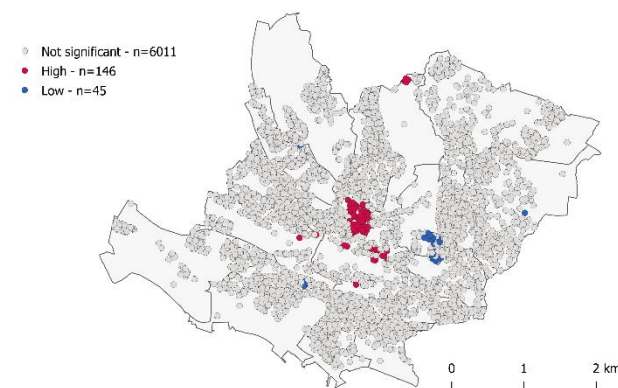 Not significant - n=6011
High - n=146
Low - n=45
0 1 2 km